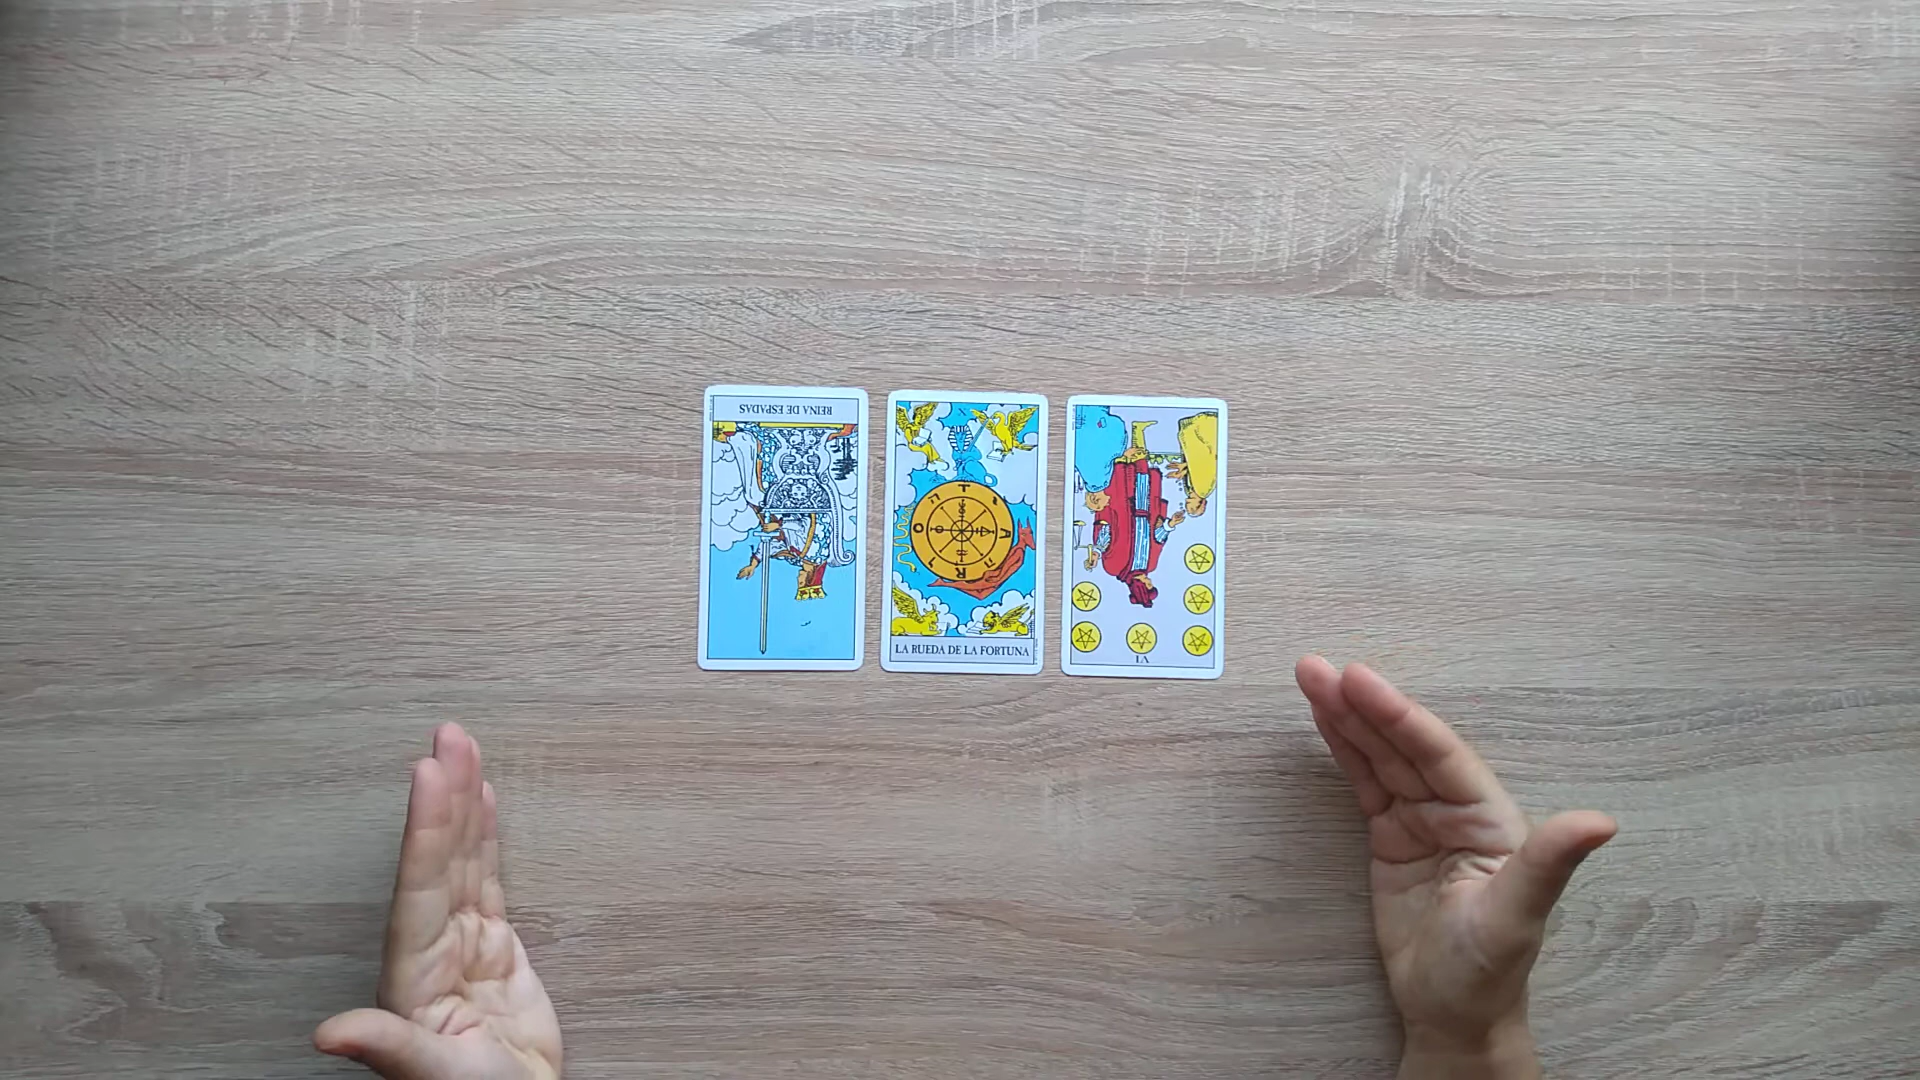 REINA DE ESPADAS
X
T
A
R
O
LA RUEDA DE LA FORTUNA
VI